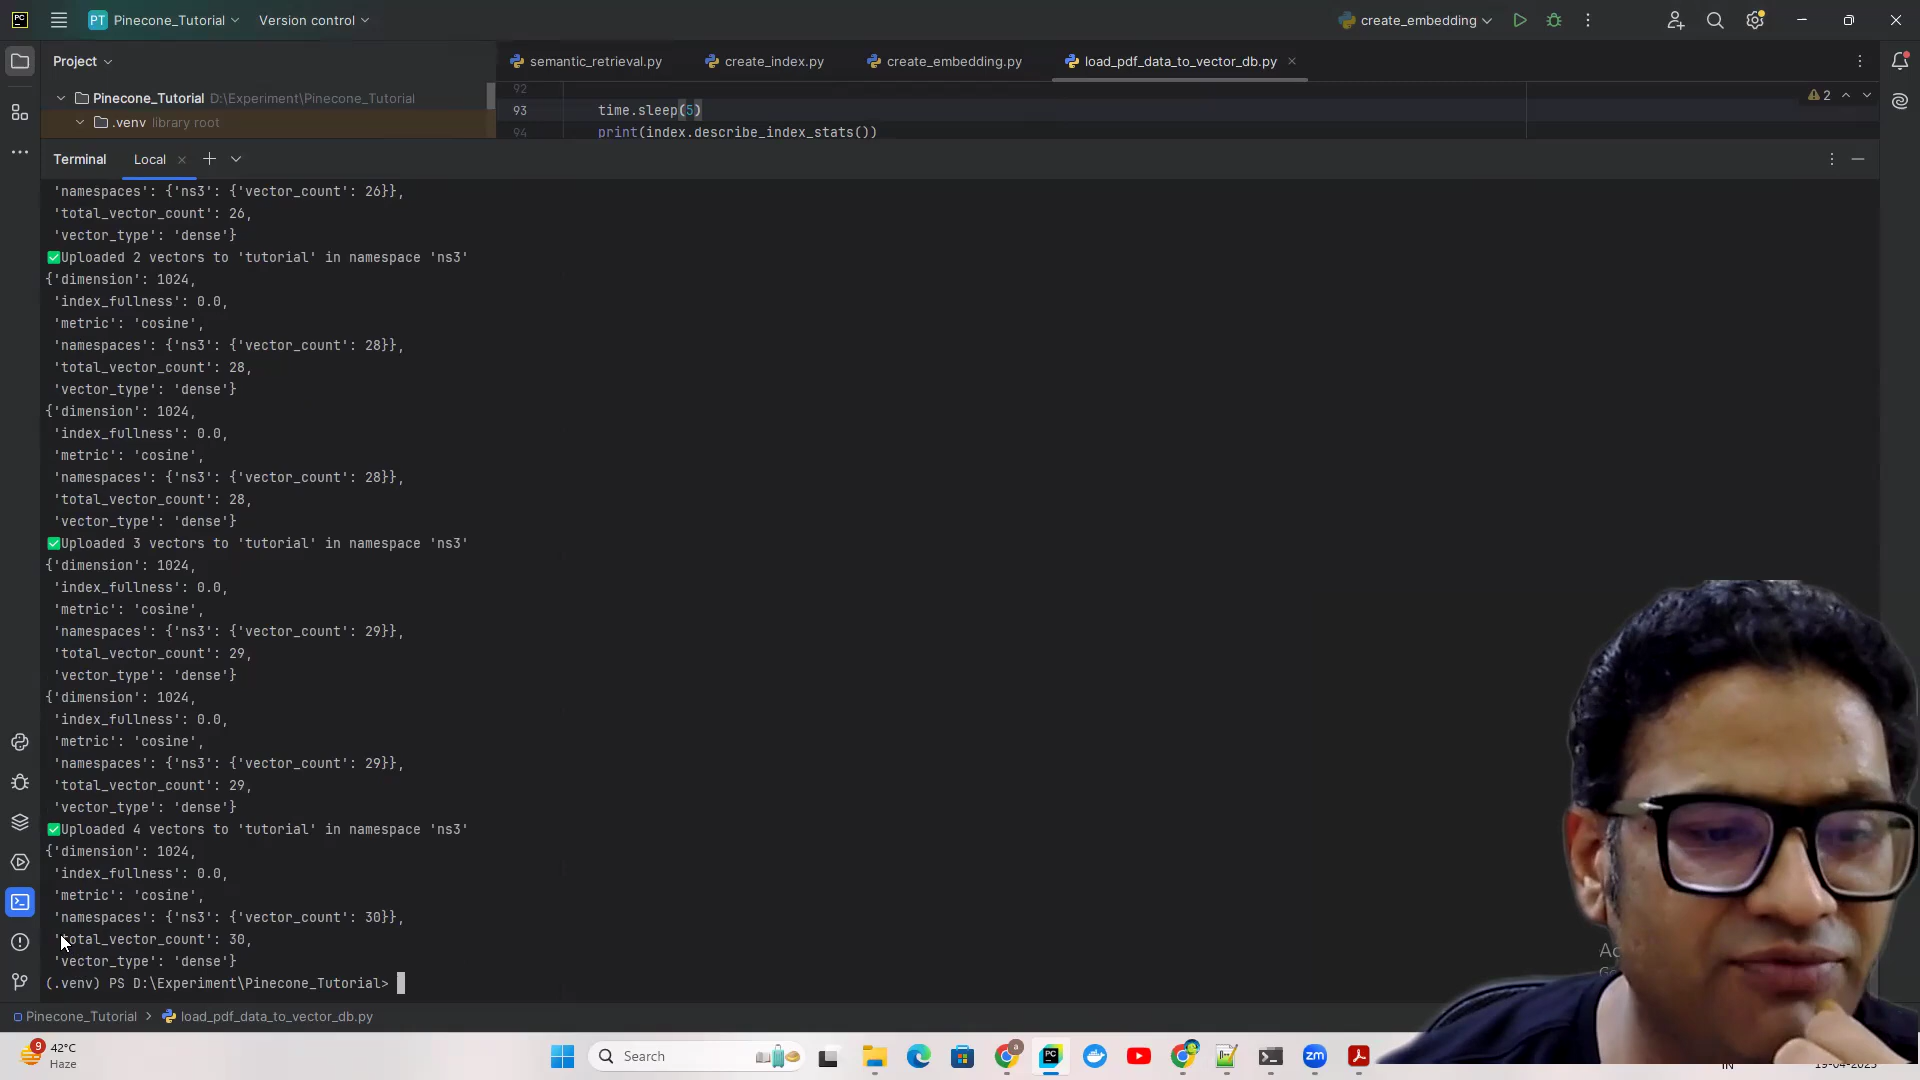 PC
PT Pinecone_Tutorial Version control create_embedding
Project semantic_retrieval.py create_index.py create_embedding.py load_pdf_data_to_vector_db.py
92
Pinecone_Tutorial D:\Experiment\Pinecone_Tutorial 93 time.sleep(5) 2
.venv library root 94 print(index.describe_index_stats())
Terminal Local
'namespaces': {'ns3': {'vector_count': 26}},
'total_vector_count': 26,
'vector_type': 'dense'}
✅Uploaded 2 vectors to 'tutorial' in namespace 'ns3'
{'dimension': 1024,
'index_fullness': 0.0,
'metric': 'cosine',
'namespaces': {'ns3': {'vector_count': 28}},
'total_vector_count': 28,
'vector_type': 'dense'}
{'dimension': 1024,
'index_fullness': 0.0,
'metric': 'cosine',
'namespaces': {'ns3': {'vector_count': 28}},
'total_vector_count': 28,
'vector_type': 'dense'}
✅Uploaded 3 vectors to 'tutorial' in namespace 'ns3'
{'dimension': 1024,
'index_fullness': 0.0,
'metric': 'cosine',
'namespaces': {'ns3': {'vector_count': 29}},
'total_vector_count': 29,
'vector_type': 'dense'}
{'dimension': 1024,
'index_fullness': 0.0,
'metric': 'cosine',
'namespaces': {'ns3': {'vector_count': 29}},
'total_vector_count': 29,
'vector_type': 'dense'}
✅Uploaded 4 vectors to 'tutorial' in namespace 'ns3'
{'dimension': 1024,
'index_fullness': 0.0,
'metric': 'cosine',
'namespaces': {'ns3': {'vector_count': 30}},
'total_vector_count': 30,
'vector_type': 'dense'}
(.venv) PS D:\Experiment\Pinecone_Tutorial>
Pinecone_Tutorial > load_pdf_data_to_vector_db.py
9 42°C
Haze
Search
PC
zm
IN